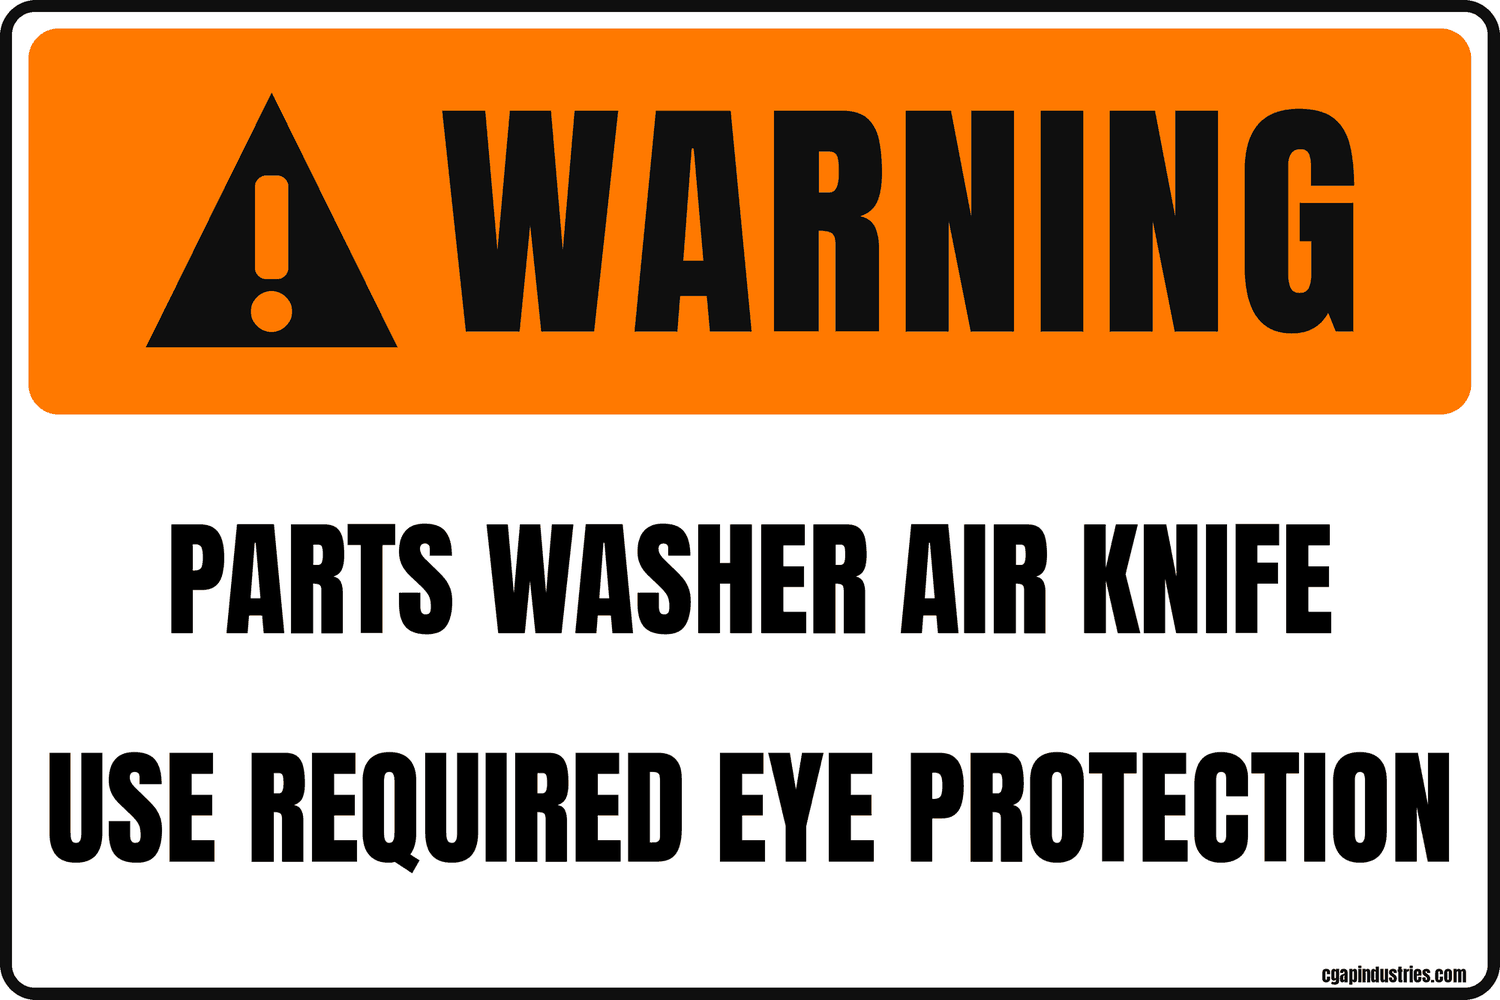 WARNING
PARTS WASHER AIR KNIFE
USE REQUIRED EYE PROTECTION
cgapindustries.com